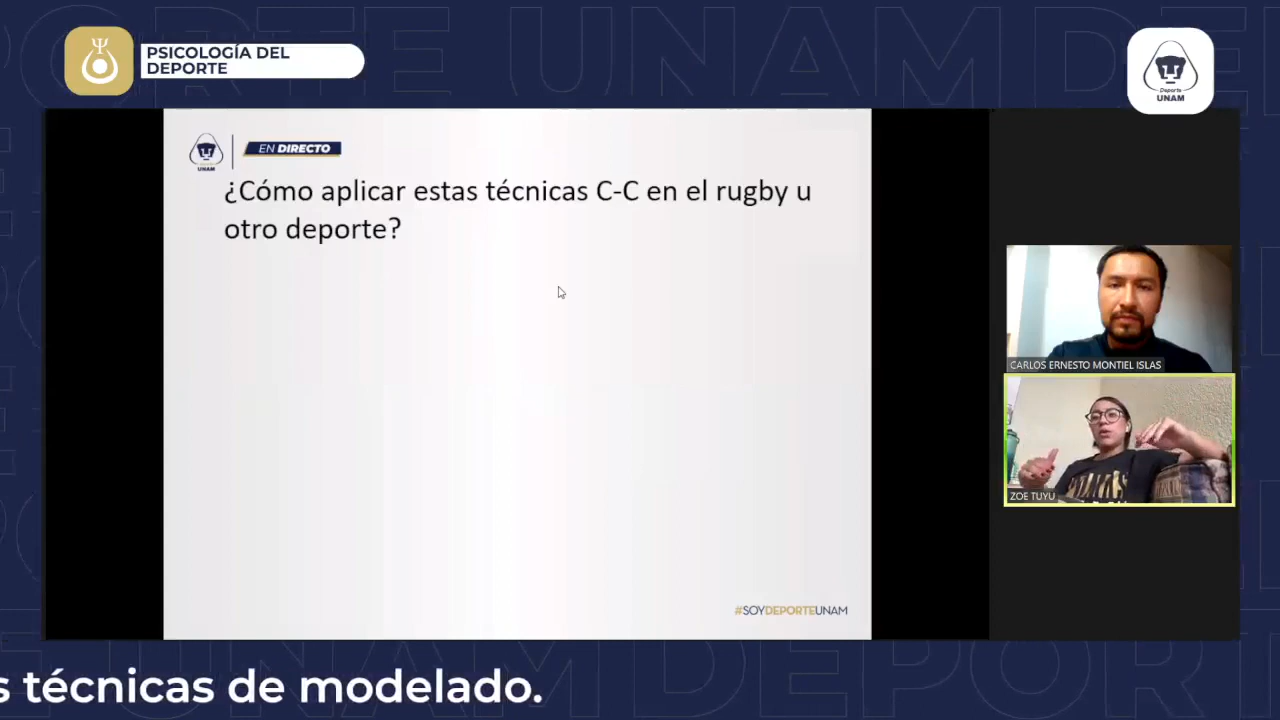 PSICOLOGÍA DEL
DEPORTE
Deporte
UNAM
UNAM
EN DIRECTO
¿Cómo aplicar estas técnicas C-C en el rugby u
otro deporte?
CARLOS ERNESTO MONTIEL ISLAS
ZOE TUYU
#SOYDEPORTEUNAM
s técnicas de modelado.